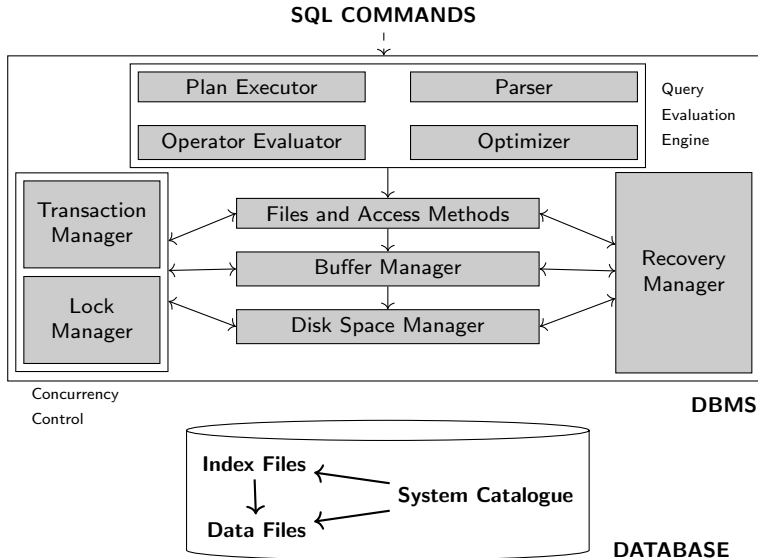 SQL COMMANDS
Plan Executor
Parser
Operator Evaluator
Optimizer
Query
Evaluation
Engine
Transaction
Manager
Lock
Manager
Files and Access Methods
Buffer Manager
Disk Space Manager
Recovery
Manager
Concurrency
Control
DBMS
Index Files
System Catalogue
Data Files
DATABASE